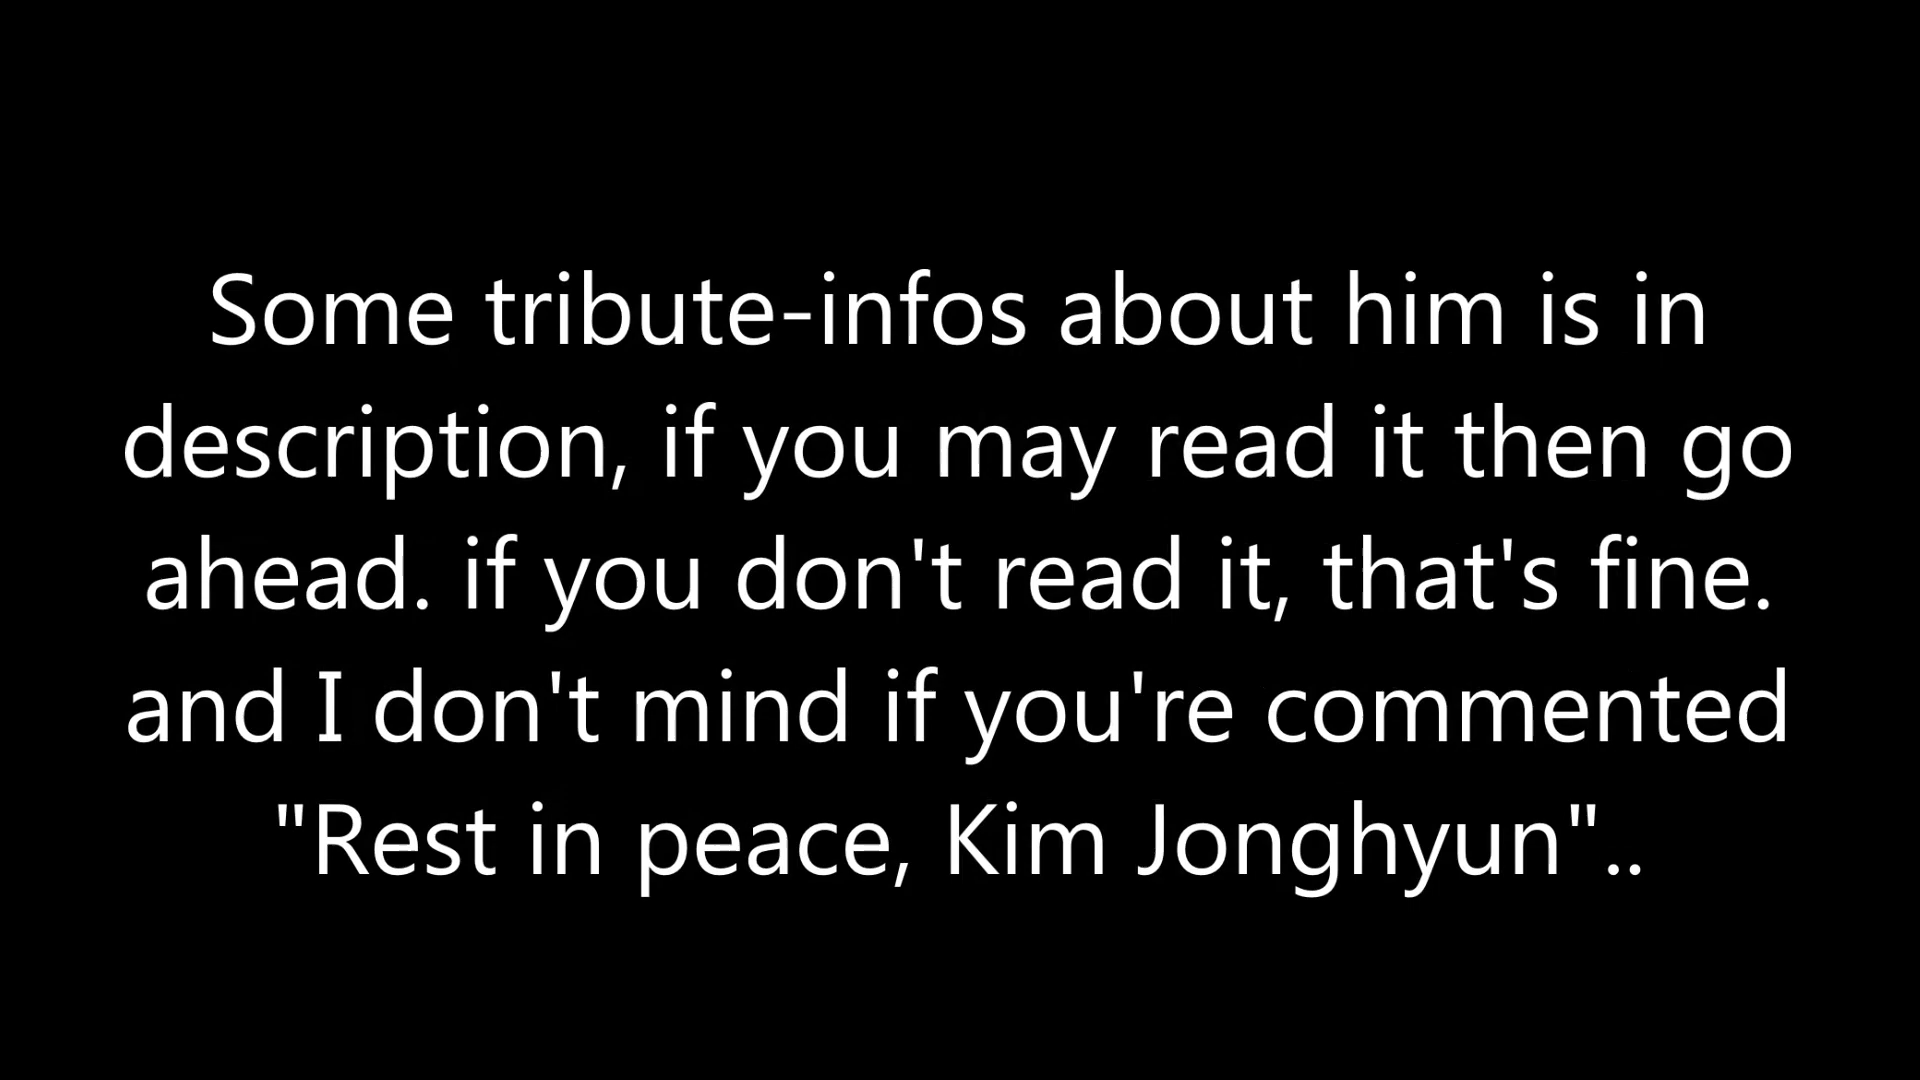 Some tribute-infos about him is in
description, if you may read it then go
ahead. if you don't read it, that's fine.
and I don't mind if you're commented
"Rest in peace, Kim Jonghyun"..